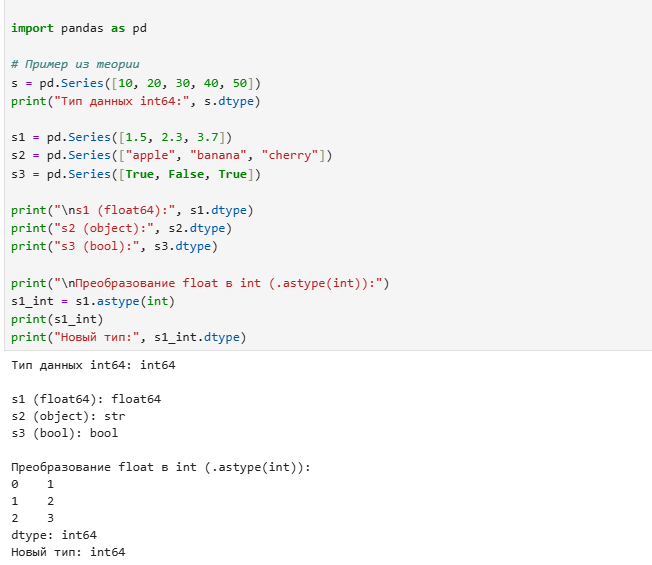 import pandas as pd
# Пример из теории
s = pd.Series([10, 20, 30, 40, 50])
print("Тип данных int64:", s.dtype)
s1 = pd.Series([1.5, 2.3, 3.7])
s2 = pd.Series(["apple", "banana", "cherry"])
s3 = pd.Series([True, False, True])
print("\ns1 (float64):", s1.dtype)
print("s2 (object):", s2.dtype)
print("s3 (bool):", s3.dtype)
print("\nПреобразование float в int (.astype(int)):")
s1_int = s1.astype(int)
print(s1_int)
print("Новый тип:", s1_int.dtype)
Тип данных int64: int64
s1 (float64): float64
s2 (object): str
s3 (bool): bool
Преобразование float в int (.astype(int)):
0    1
1    2
2    3
dtype: int64
Новый тип: int64